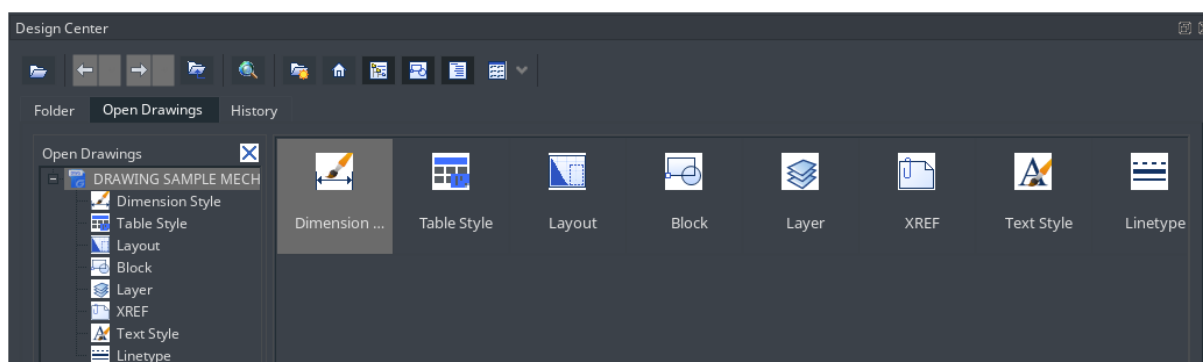 Design Center
Folder Open Drawings History
Open Drawings
DRAWING SAMPLE MECH
Dimension Style
Table Style
Layout
Block
Layer
XREF
Text Style
Linetype
Dimension ... Table Style Layout Block Layer XREF Text Style Linetype